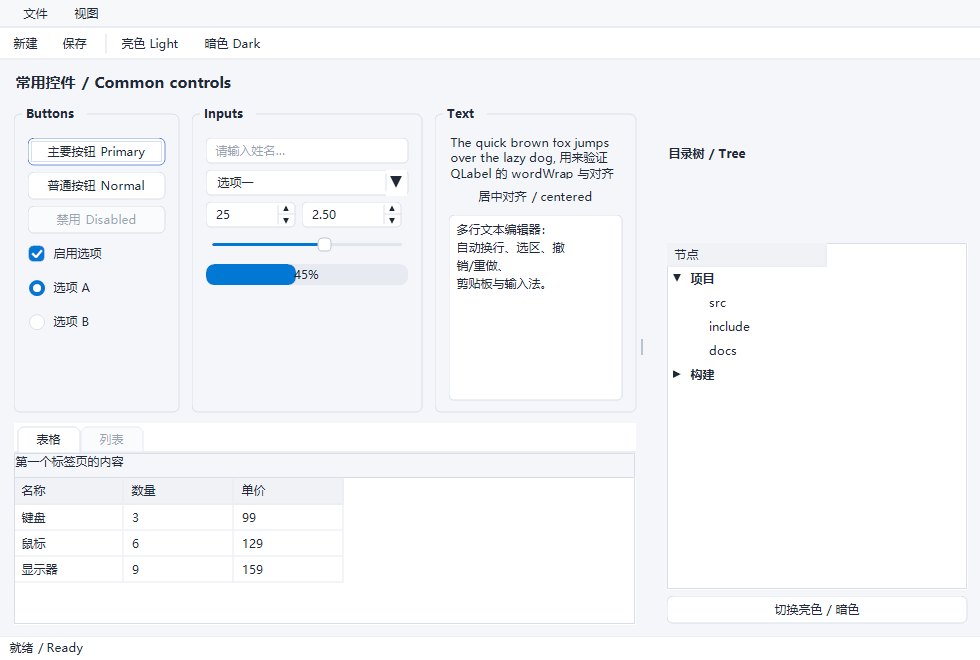 文件 视图
新建 保存 亮色 Light 暗色 Dark
常用控件 / Common controls
Buttons
主要按钮 Primary
普通按钮 Normal
禁用 Disabled
启用选项
选项 A
选项 B
Inputs
请输入姓名...
选项一
25 2.50
45%
Text
The quick brown fox jumps
over the lazy dog, 用来验证
QLabel 的 wordWrap 与对齐
居中对齐 / centered
多行文本编辑器:
自动换行、选区、撤
销/重做、
剪贴板与输入法。
目录树 / Tree
节点
项目
src
include
docs
构建
切换亮色 / 暗色
表格 列表
第一个标签页的内容
名称 数量 单价
键盘 3 99
鼠标 6 129
显示器 9 159
就绪 / Ready